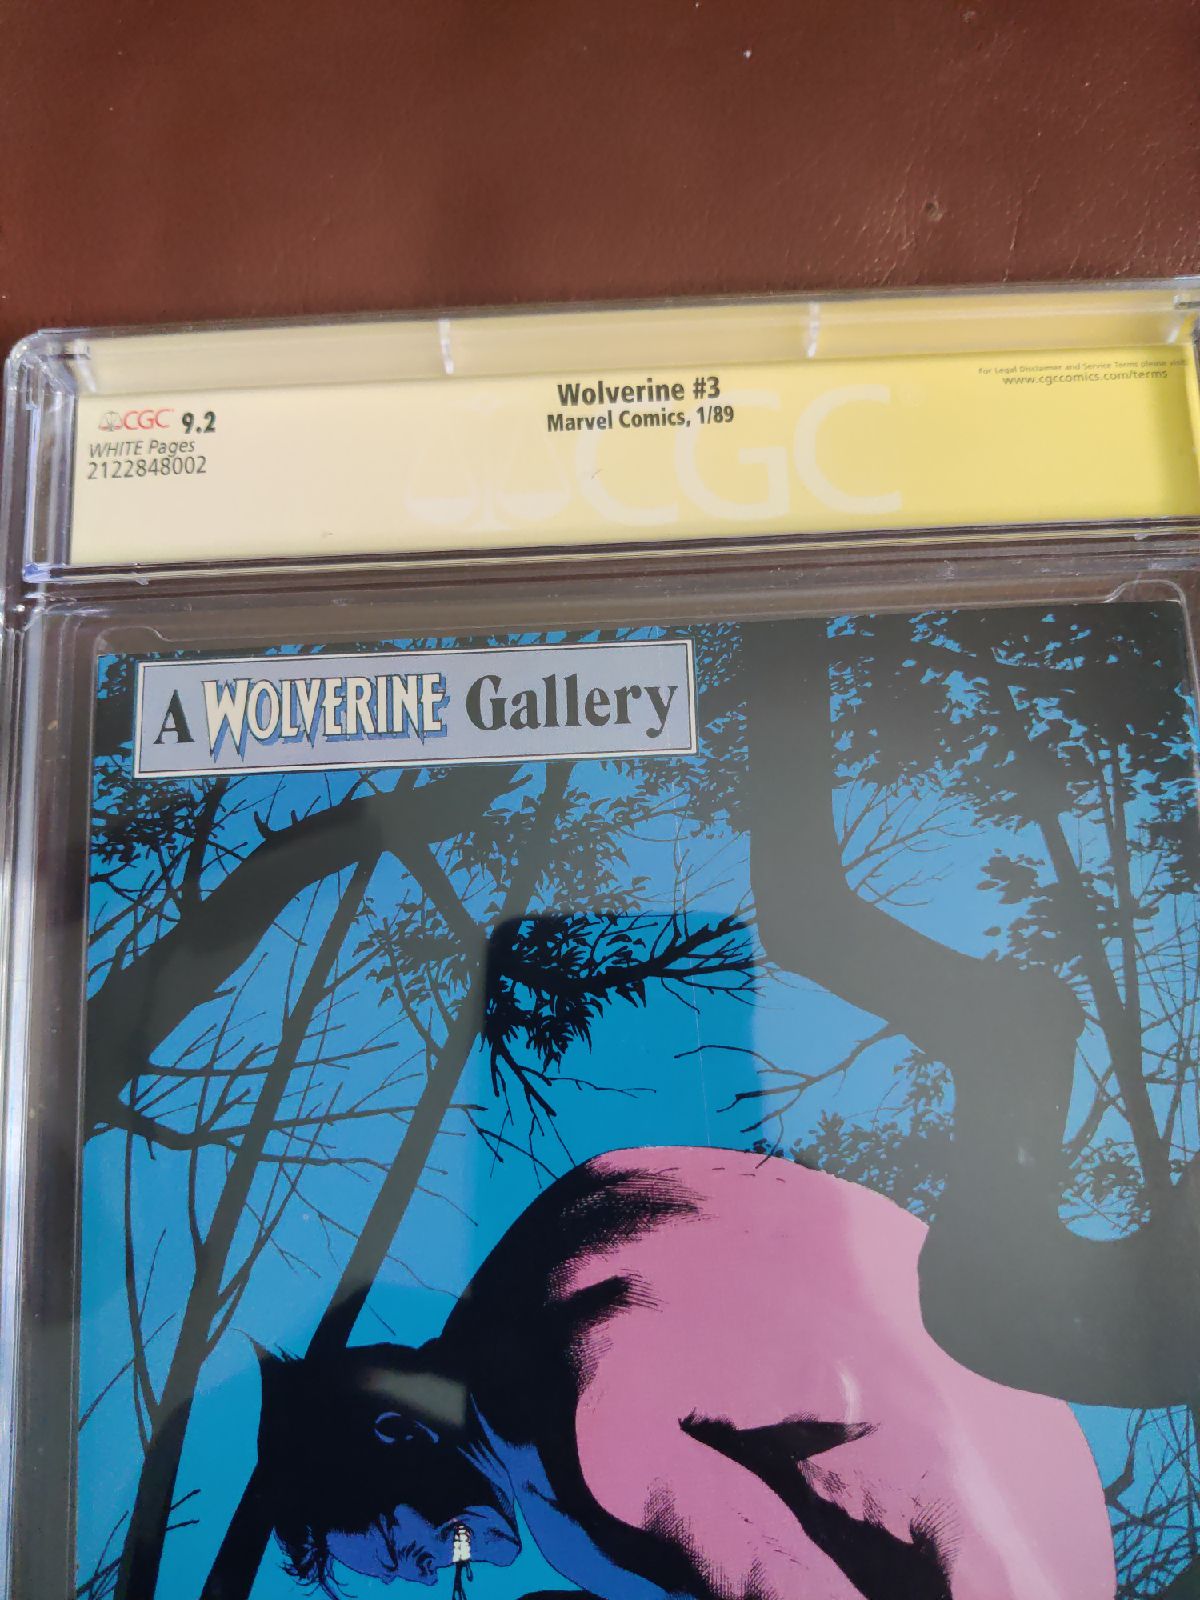 For Legal Disclaimer and Service Terms please visit:
www.cgccomics.com/terms
Wolverine #3
Marvel Comics, 1/89
CGC 9.2
WHITE Pages
2122848002
CGC
A WOLVERINE Gallery